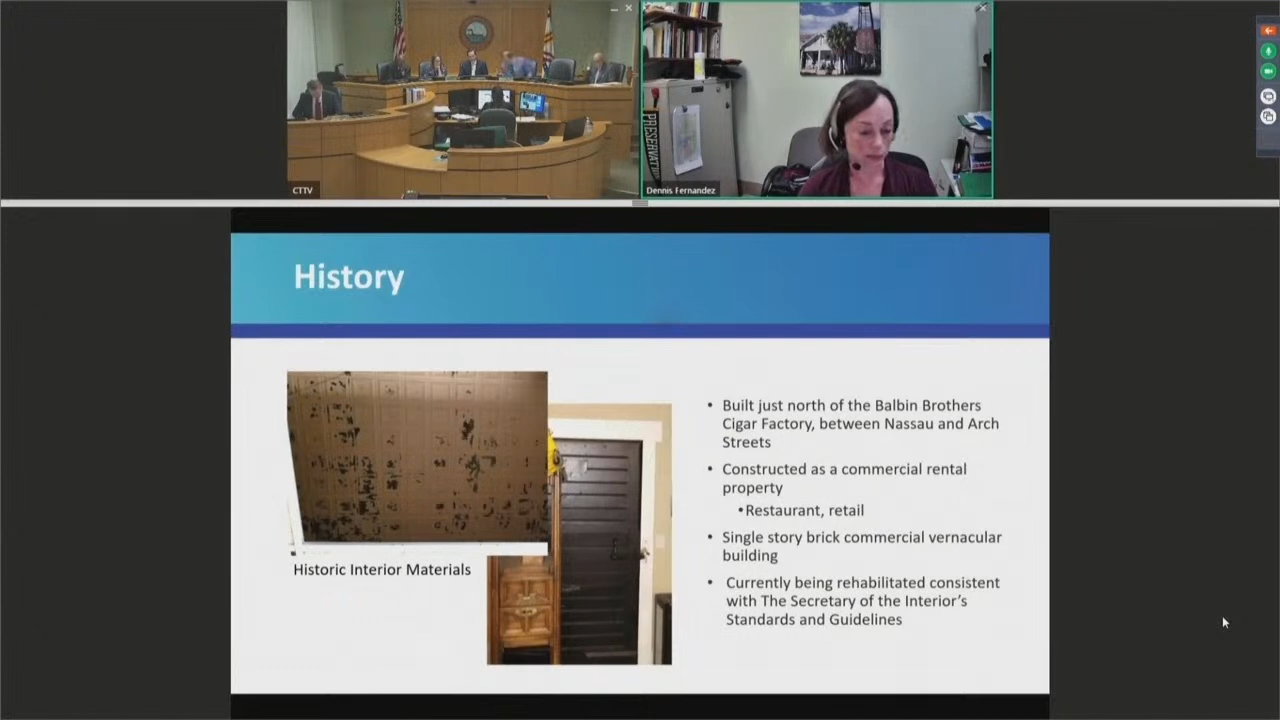 CTTV
PRESERVATION
Dennis Fernandez
History
Historic Interior Materials
• Built just north of the Balbin Brothers
Cigar Factory, between Nassau and Arch
Streets
• Constructed as a commercial rental
property
•Restaurant, retail
• Single story brick commercial vernacular
building
• Currently being rehabilitated consistent
with The Secretary of the Interior's
Standards and Guidelines